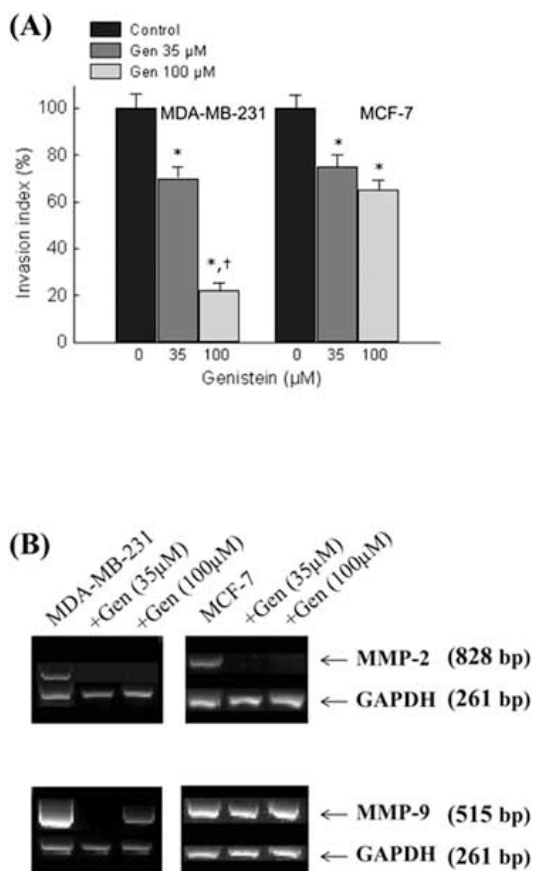 (A)
Control
Gen 35 µM
Gen 100 µM
MDA-MB-231
MCF-7
Invasion index (%)
100
80
60
40
20
0
*
*,†
*
*
0 35 100 0 35 100
Genistein (µM)
(B)
MDA-MB-231
+Gen (35µM)
+Gen (100µM)
MCF-7
+Gen (35µM)
+Gen (100µM)
← MMP-2 (828 bp)
← GAPDH (261 bp)
← MMP-9 (515 bp)
← GAPDH (261 bp)